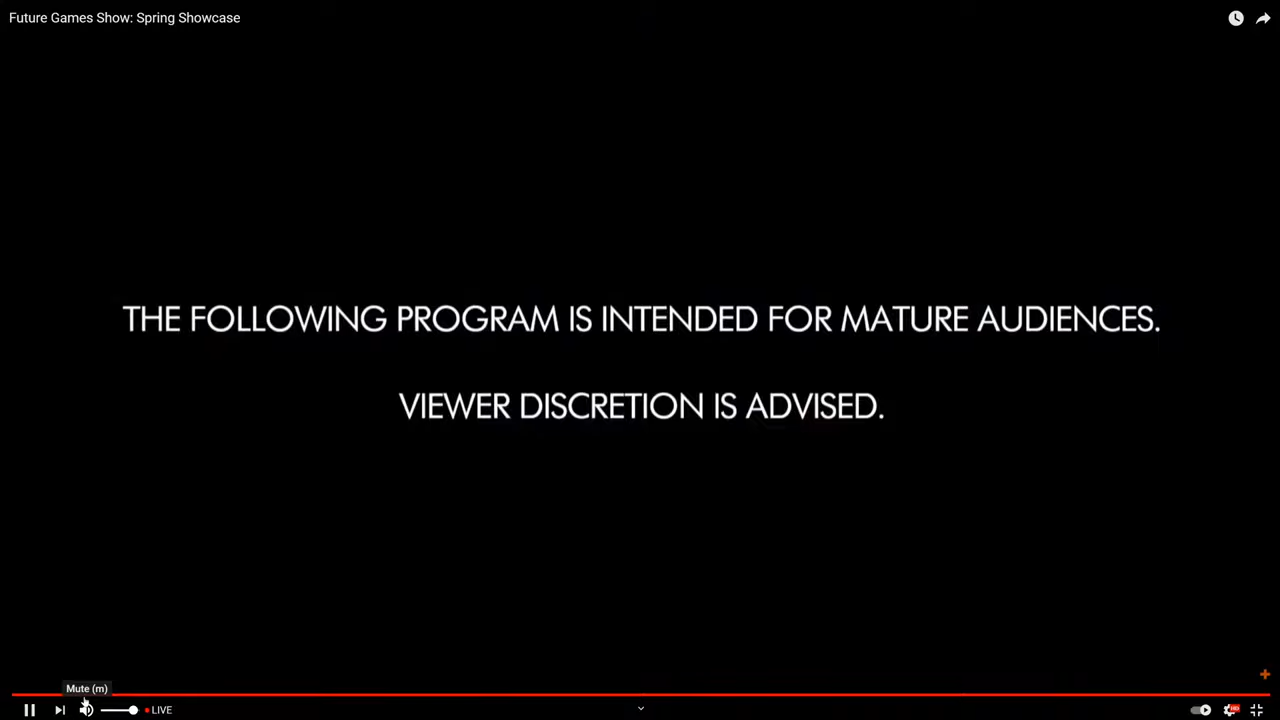 Future Games Show: Spring Showcase
THE FOLLOWING PROGRAM IS INTENDED FOR MATURE AUDIENCES.
VIEWER DISCRETION IS ADVISED.
Mute (m)
LIVE
HD